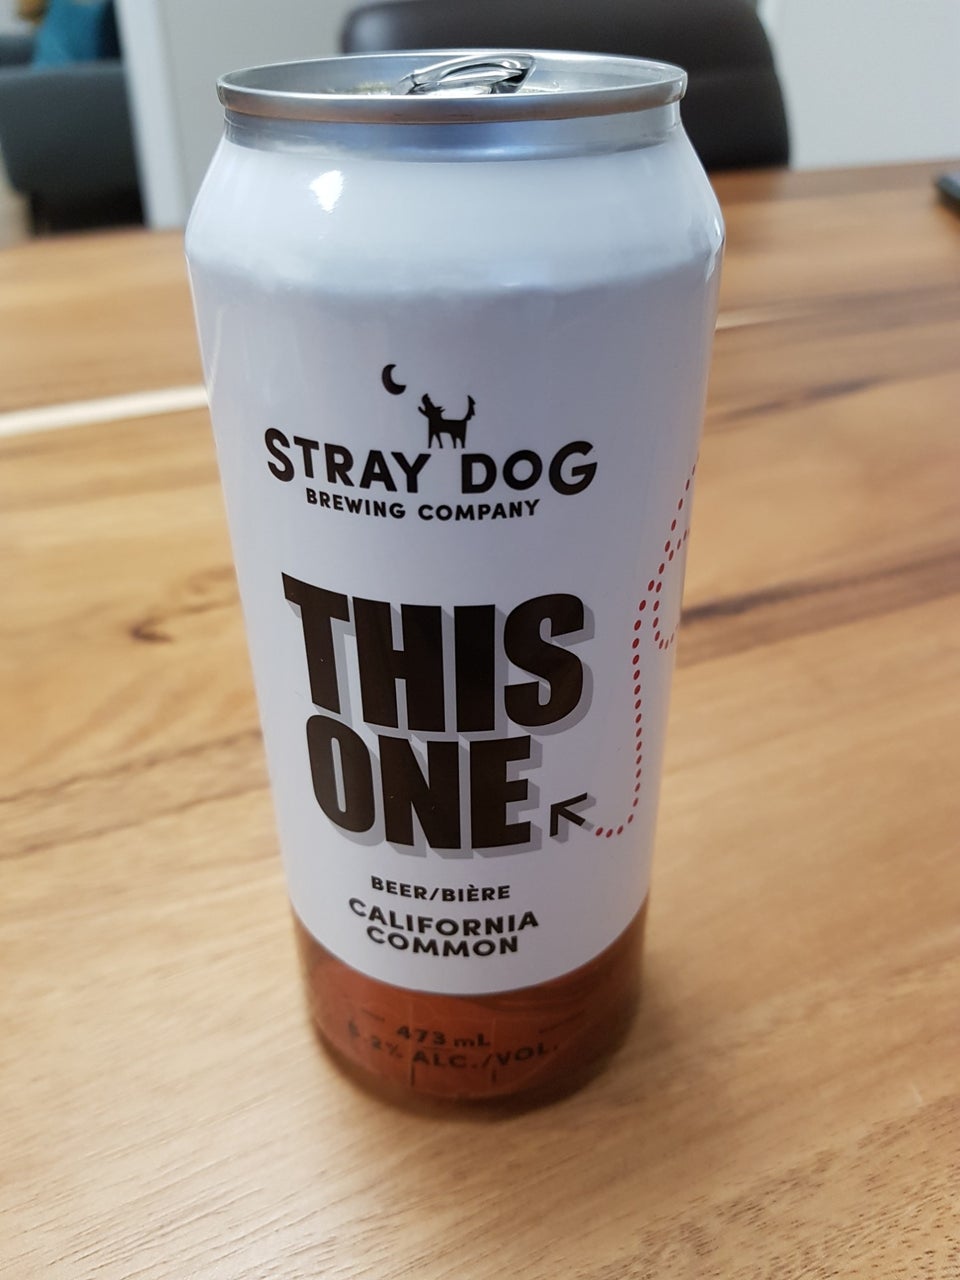 STRAY DOG
BREWING COMPANY
THIS
ONE
BEER/BIÈRE
CALIFORNIA
COMMON
473 mL
ALC./VOL.